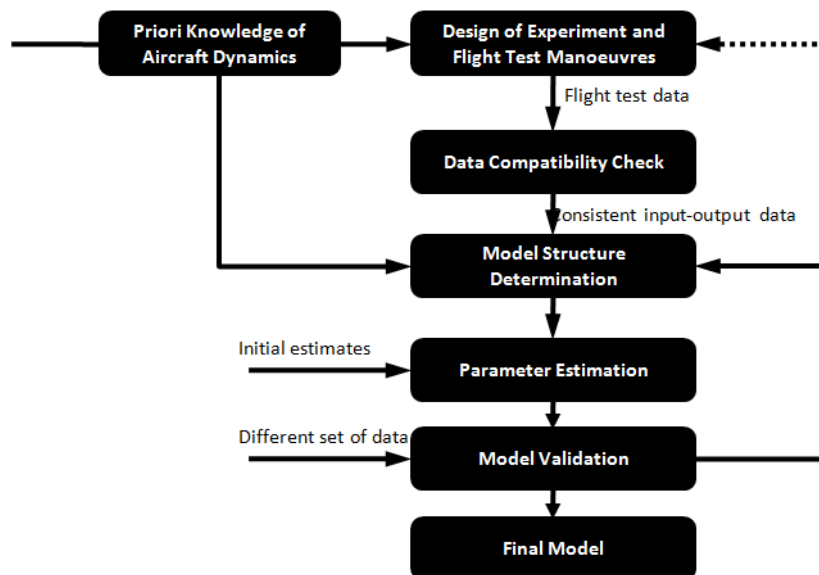 Priori Knowledge of
Aircraft Dynamics
Design of Experiment and
Flight Test Manoeuvres
Flight test data
Data Compatibility Check
Consistent input-output data
Model Structure
Determination
Initial estimates
Parameter Estimation
Different set of data
Model Validation
Final Model